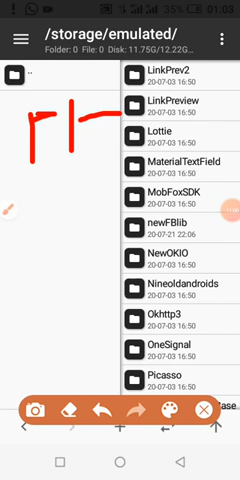 35% 01:03
/storage/emulated/
Folder: 0 File: 0 Disk: 11.75G/12.22G...
..
LinkPrev2
20-07-03 16:50
LinkPreview
20-07-03 16:50
Lottie
20-07-03 16:50
MaterialTextField
20-07-03 16:50
MobFoxSDK
20-07-03 16:50
newFBlib
20-07-21 22:06
NewOKIO
20-07-03 16:50
Nineoldandroids
20-07-03 16:50
Okhttp3
20-07-03 16:50
OneSignal
20-07-03 16:50
Picasso
20-07-03 16:50